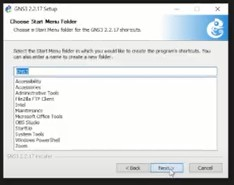 GNS3 2.2.17 Setup
Choose Start Menu Folder
Choose a Start Menu folder for the GNS3 2.2.17 shortcuts.
Select the Start Menu folder in which you would like to create the program's shortcuts. You
can also enter a name to create a new folder.
GNS3
Accessibility
Accessories
Administrative Tools
FileZilla FTP Client
Intel
Maintenance
Microsoft Office Tools
OBS Studio
StartUp
System Tools
Windows PowerShell
Zoom
GNS3 2.2.17 Installer
< Back
Next >
Cancel